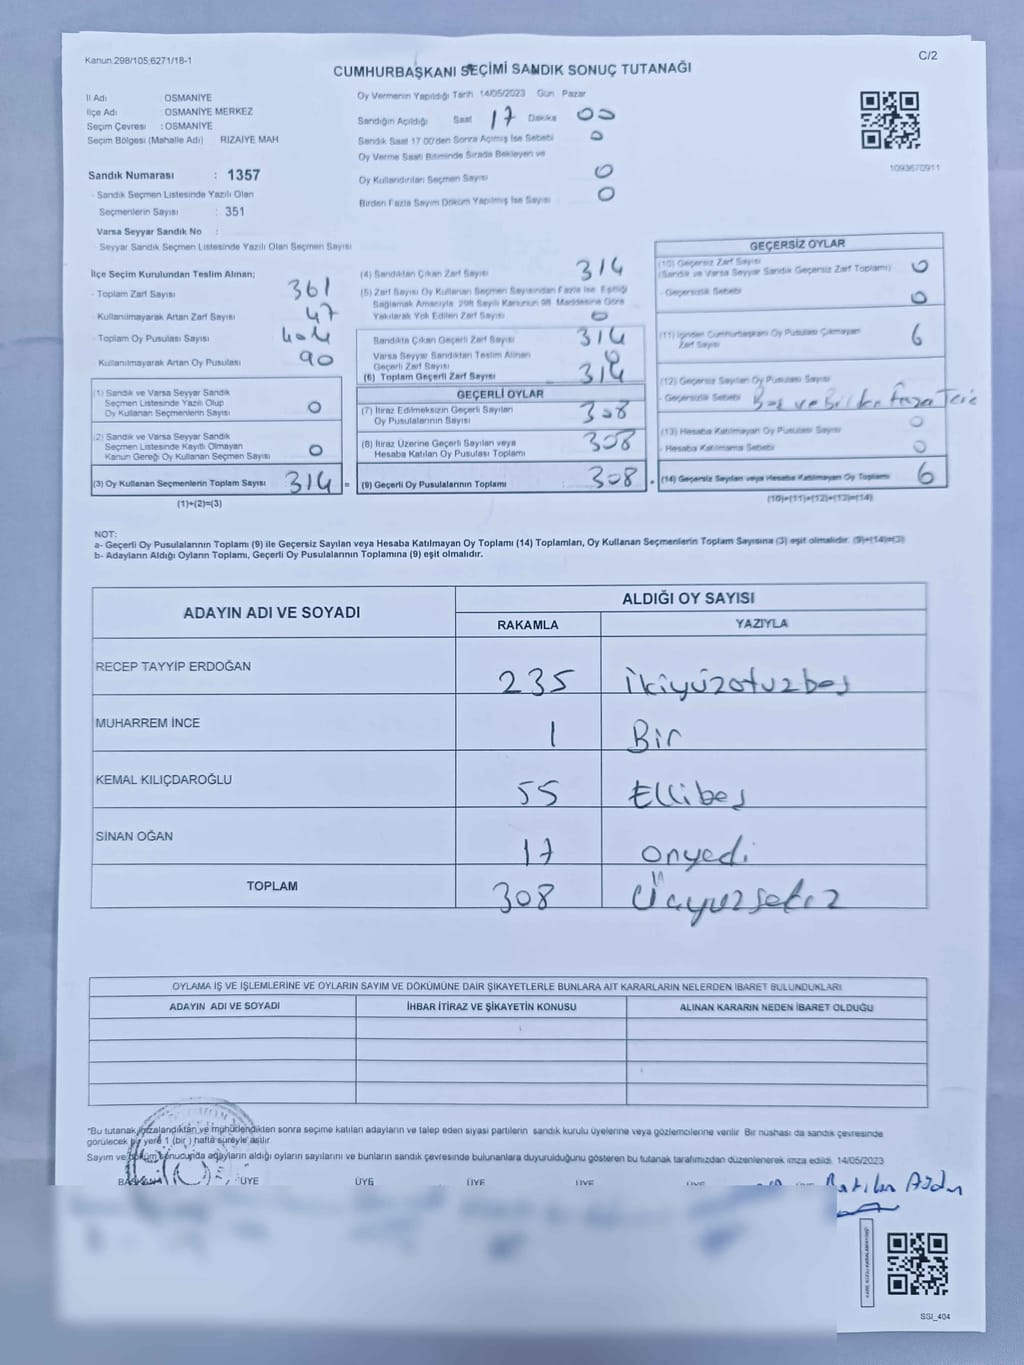 Kanun:298/105;6271/18-1
C/2
CUMHURBAŞKANI SEÇİMİ SANDIK SONUÇ TUTANAĞI
İl Adı OSMANİYE
İlçe Adı OSMANİYE MERKEZ
Seçim Çevresi : OSMANİYE
Seçim Bölgesi (Mahalle Adı) RIZAİYE MAH
Sandık Numarası : 1357
- Sandık Seçmen Listesinde Yazılı Olan
Seçmenlerin Sayısı : 351
Varsa Seyyar Sandık No :
Seyyar Sandık Seçmen Listesinde Yazılı Olan Seçmen Sayısı
Oy Vermenin Yapıldığı Tarih 14/05/2023 Gün Pazar
Sandığın Açıldığı Saat 17 Dakika 00
Sandık Saat 17.00'den Sonra Açılmış İse Sebebi 0
Oy Verme Saati Bitiminde Sırada Bekleyen ve
Oy Kullandırılan Seçmen Sayısı 0
Birden Fazla Sayım Döküm Yapılmış İse Sayısı 0
1093670911
İlçe Seçim Kurulundan Teslim Alınan;
- Toplam Zarf Sayısı 361
- Kullanılmayarak Artan Zarf Sayısı 47
- Toplam Oy Pusulası Sayısı 404
- Kullanılmayarak Artan Oy Pusulası 90
(1) Sandık ve Varsa Seyyar Sandık
Seçmen Listesinde Yazılı Olup
Oy Kullanan Seçmenlerin Sayısı 0
(2) Sandık ve Varsa Seyyar Sandık
Seçmen Listesinde Kayıtlı Olmayan
Kanun Gereği Oy Kullanan Seçmen Sayısı 0
(3) Oy Kullanan Seçmenlerin Toplam Sayısı 314 =
(1)+(2)=(3)
(4) Sandıktan Çıkan Zarf Sayısı 314
(5) Zarf Sayısı Oy Kullanan Seçmen Sayısından Fazla İse, Eşitliği
Sağlamak Amacıyla 298 Sayılı Kanunun 98. Maddesine Göre
Yakılarak Yok Edilen Zarf Sayısı 0
Sandıkta Çıkan Geçerli Zarf Sayısı 314
Varsa Seyyar Sandıktan Teslim Alınan
Geçerli Zarf Sayısı 0
(6) Toplam Geçerli Zarf Sayısı 314
GEÇERLİ OYLAR
(7) İtiraz Edilmeksizin Geçerli Sayılan
Oy Pusulalarının Sayısı 308
(8) İtiraz Üzerine Geçerli Sayılan veya
Hesaba Katılan Oy Pusulası Toplamı 308
(9) Geçerli Oy Pusulalarının Toplamı : 308 +
GEÇERSİZ OYLAR
(10) Geçersiz Zarf Sayısı
(Sandık ve Varsa Seyyar Sandık Geçersiz Zarf Toplamı) 0
- Geçersizlik Sebebi 0
(11) İçinden Cumhurbaşkanı Oy Pusulası Çıkmayan
Zarf Sayısı 6
(12) Geçersiz Sayılan Oy Pusulası Sayısı
- Geçersizlik Sebebi Boş ve Birden Fazla
(13) Hesaba Katılmayan Oy Pusulası Sayısı 0
- Hesaba Katılmama Sebebi 0
(14) Geçersiz Sayılan veya Hesaba Katılmayan Oy Toplamı 6
(10)+(11)+(12)+(13)=(14)
NOT:
a- Geçerli Oy Pusulalarının Toplamı (9) ile Geçersiz Sayılan veya Hesaba Katılmayan Oy Toplamı (14) Toplamları, Oy Kullanan Seçmenlerin Toplam Sayısına (3) eşit olmalıdır. (9)+(14)=(3)
b- Adayların Aldığı Oyların Toplamı, Geçerli Oy Pusulalarının Toplamına (9) eşit olmalıdır.
ADAYIN ADI VE SOYADI ALDIĞI OY SAYISI
RAKAMLA YAZIYLA
RECEP TAYYİP ERDOĞAN 235 İkiyüzotuzbeş
MUHARREM İNCE 1 Bir
KEMAL KILIÇDAROĞLU 55 Ellibeş
SİNAN OĞAN 17 onyedi
TOPLAM 308 Üçyüzsekiz
OYLAMA İŞ VE İŞLEMLERİNE VE OYLARIN SAYIM VE DÖKÜMÜNE DAİR ŞİKAYETLERLE BUNLARA AİT KARARLARIN NELERDEN İBARET BULUNDUKLARI
ADAYIN ADI VE SOYADI İHBAR İTİRAZ VE ŞİKAYETİN KONUSU ALINAN KARARIN NEDEN İBARET OLDUĞU
*Bu tutanak imzalandıktan ve mühürlendikten sonra seçime katılan adayların ve talep eden siyasi partilerin sandık kurulu üyelerine veya gözlemcilerine verilir. Bir nüshası da sandık çevresinde
görülecek bir yere 1 (bir) hafta süreyle asılır.
Sayım ve döküm sonucunda adayların aldığı oyların sayılarını ve bunların sandık çevresinde bulunanlara duyurulduğunu gösteren bu tutanak tarafımızdan düzenlenerek imza edildi. 14/05/2023
BAŞKAN ÜYE ÜYE ÜYE ÜYE ÜYE
SSI_404